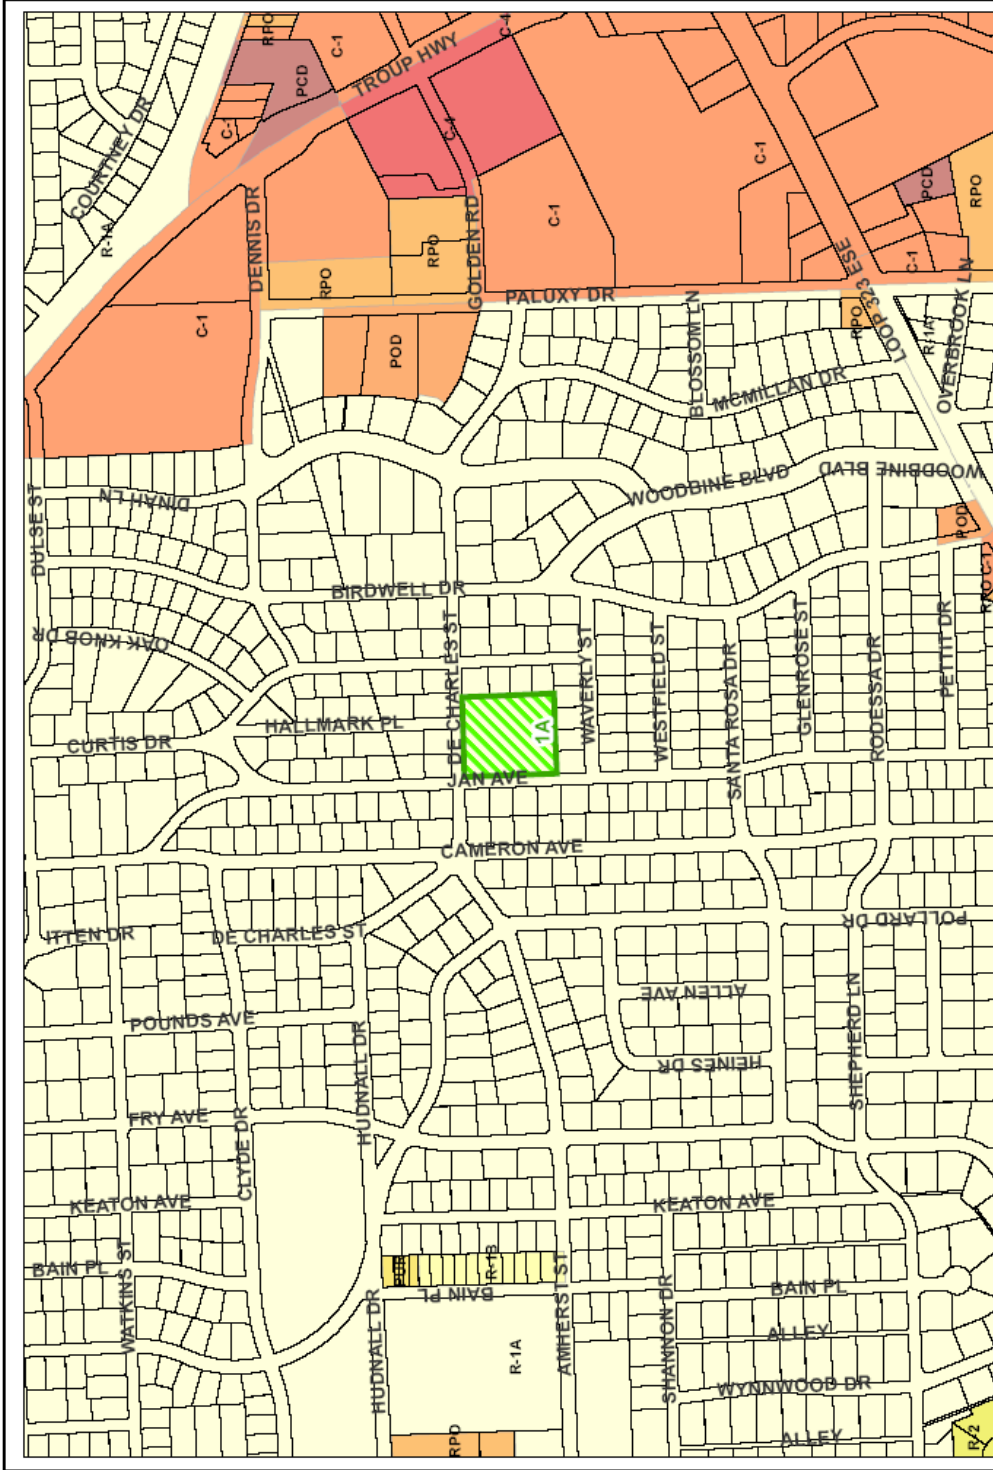 RPO
C-1
C-4
TROUP HWY
PCD
COURTNEY DR
C-1
C-4
C-1
R-1A
PCD
RPO
DENNIS DR
GOLDEN RD
C-1
RPO
RPO
C-1
PALUXY DR
LOOP 323 ESE
OVERBROOK LN
C-1
POD
BLOSSOM LN
RPO
R-1A
MCMILLAN DR
DULSE ST
DINAH LN
WOODBINE BLVD
WOODBINE BLVD
POD
BIRDWELL DR
RPO
C-1
OAK KNOB DR
DE CHARLES ST
WAVERLY ST
WESTFIELD ST
SANTA ROSA DR
GLENROSE ST
RODESSA DR
PETTIT DR
HALLMARK PL
CURTIS DR
1A
JAN AVE
CAMERON AVE
ITTEN DR
DE CHARLES ST
POLLARD DR
ALLEN AVE
POUNDS AVE
HUDNALL DR
HEINES DR
SHEPHERD LN
FRY AVE
CLYDE DR
KEATON AVE
KEATON AVE
BAIN PL
WATKINS ST
PUR
R-1B
BAIN PL
AMHERST ST
BAIN PL
HUDNALL DR
R-1A
SHANNON DR
ALLEY
WYNNWOOD DR
RPO
ALLEY
R-2